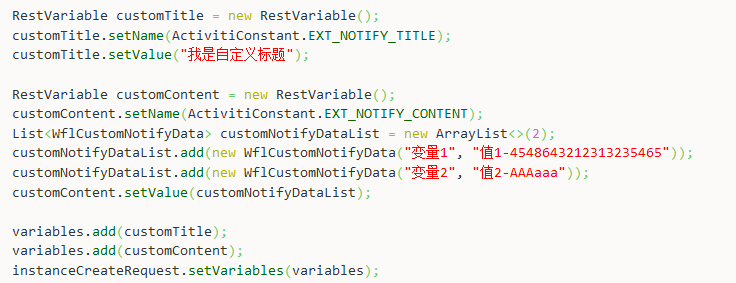 RestVariable customTitle = new RestVariable();
customTitle.setName(ActivitiConstant.EXT_NOTIFY_TITLE);
customTitle.setValue("我是自定义标题");
RestVariable customContent = new RestVariable();
customContent.setName(ActivitiConstant.EXT_NOTIFY_CONTENT);
List<WflCustomNotifyData> customNotifyDataList = new ArrayList<>(2);
customNotifyDataList.add(new WflCustomNotifyData("变量1", "值1-4548643212313235465"));
customNotifyDataList.add(new WflCustomNotifyData("变量2", "值2-AAAaaa"));
customContent.setValue(customNotifyDataList);
variables.add(customTitle);
variables.add(customContent);
instanceCreateRequest.setVariables(variables);